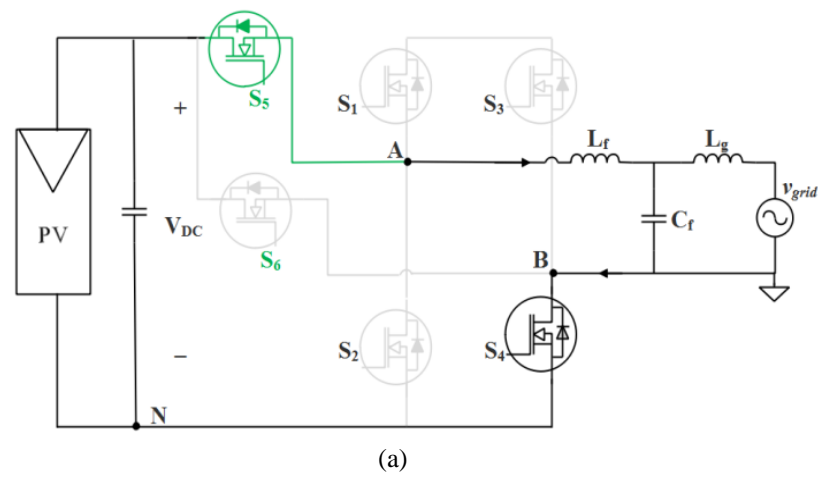 S5
+
S1
S3
A
Lf
Lg
vgrid
PV
VDC
Cf
S6
B
S2
S4
−
N
(a)